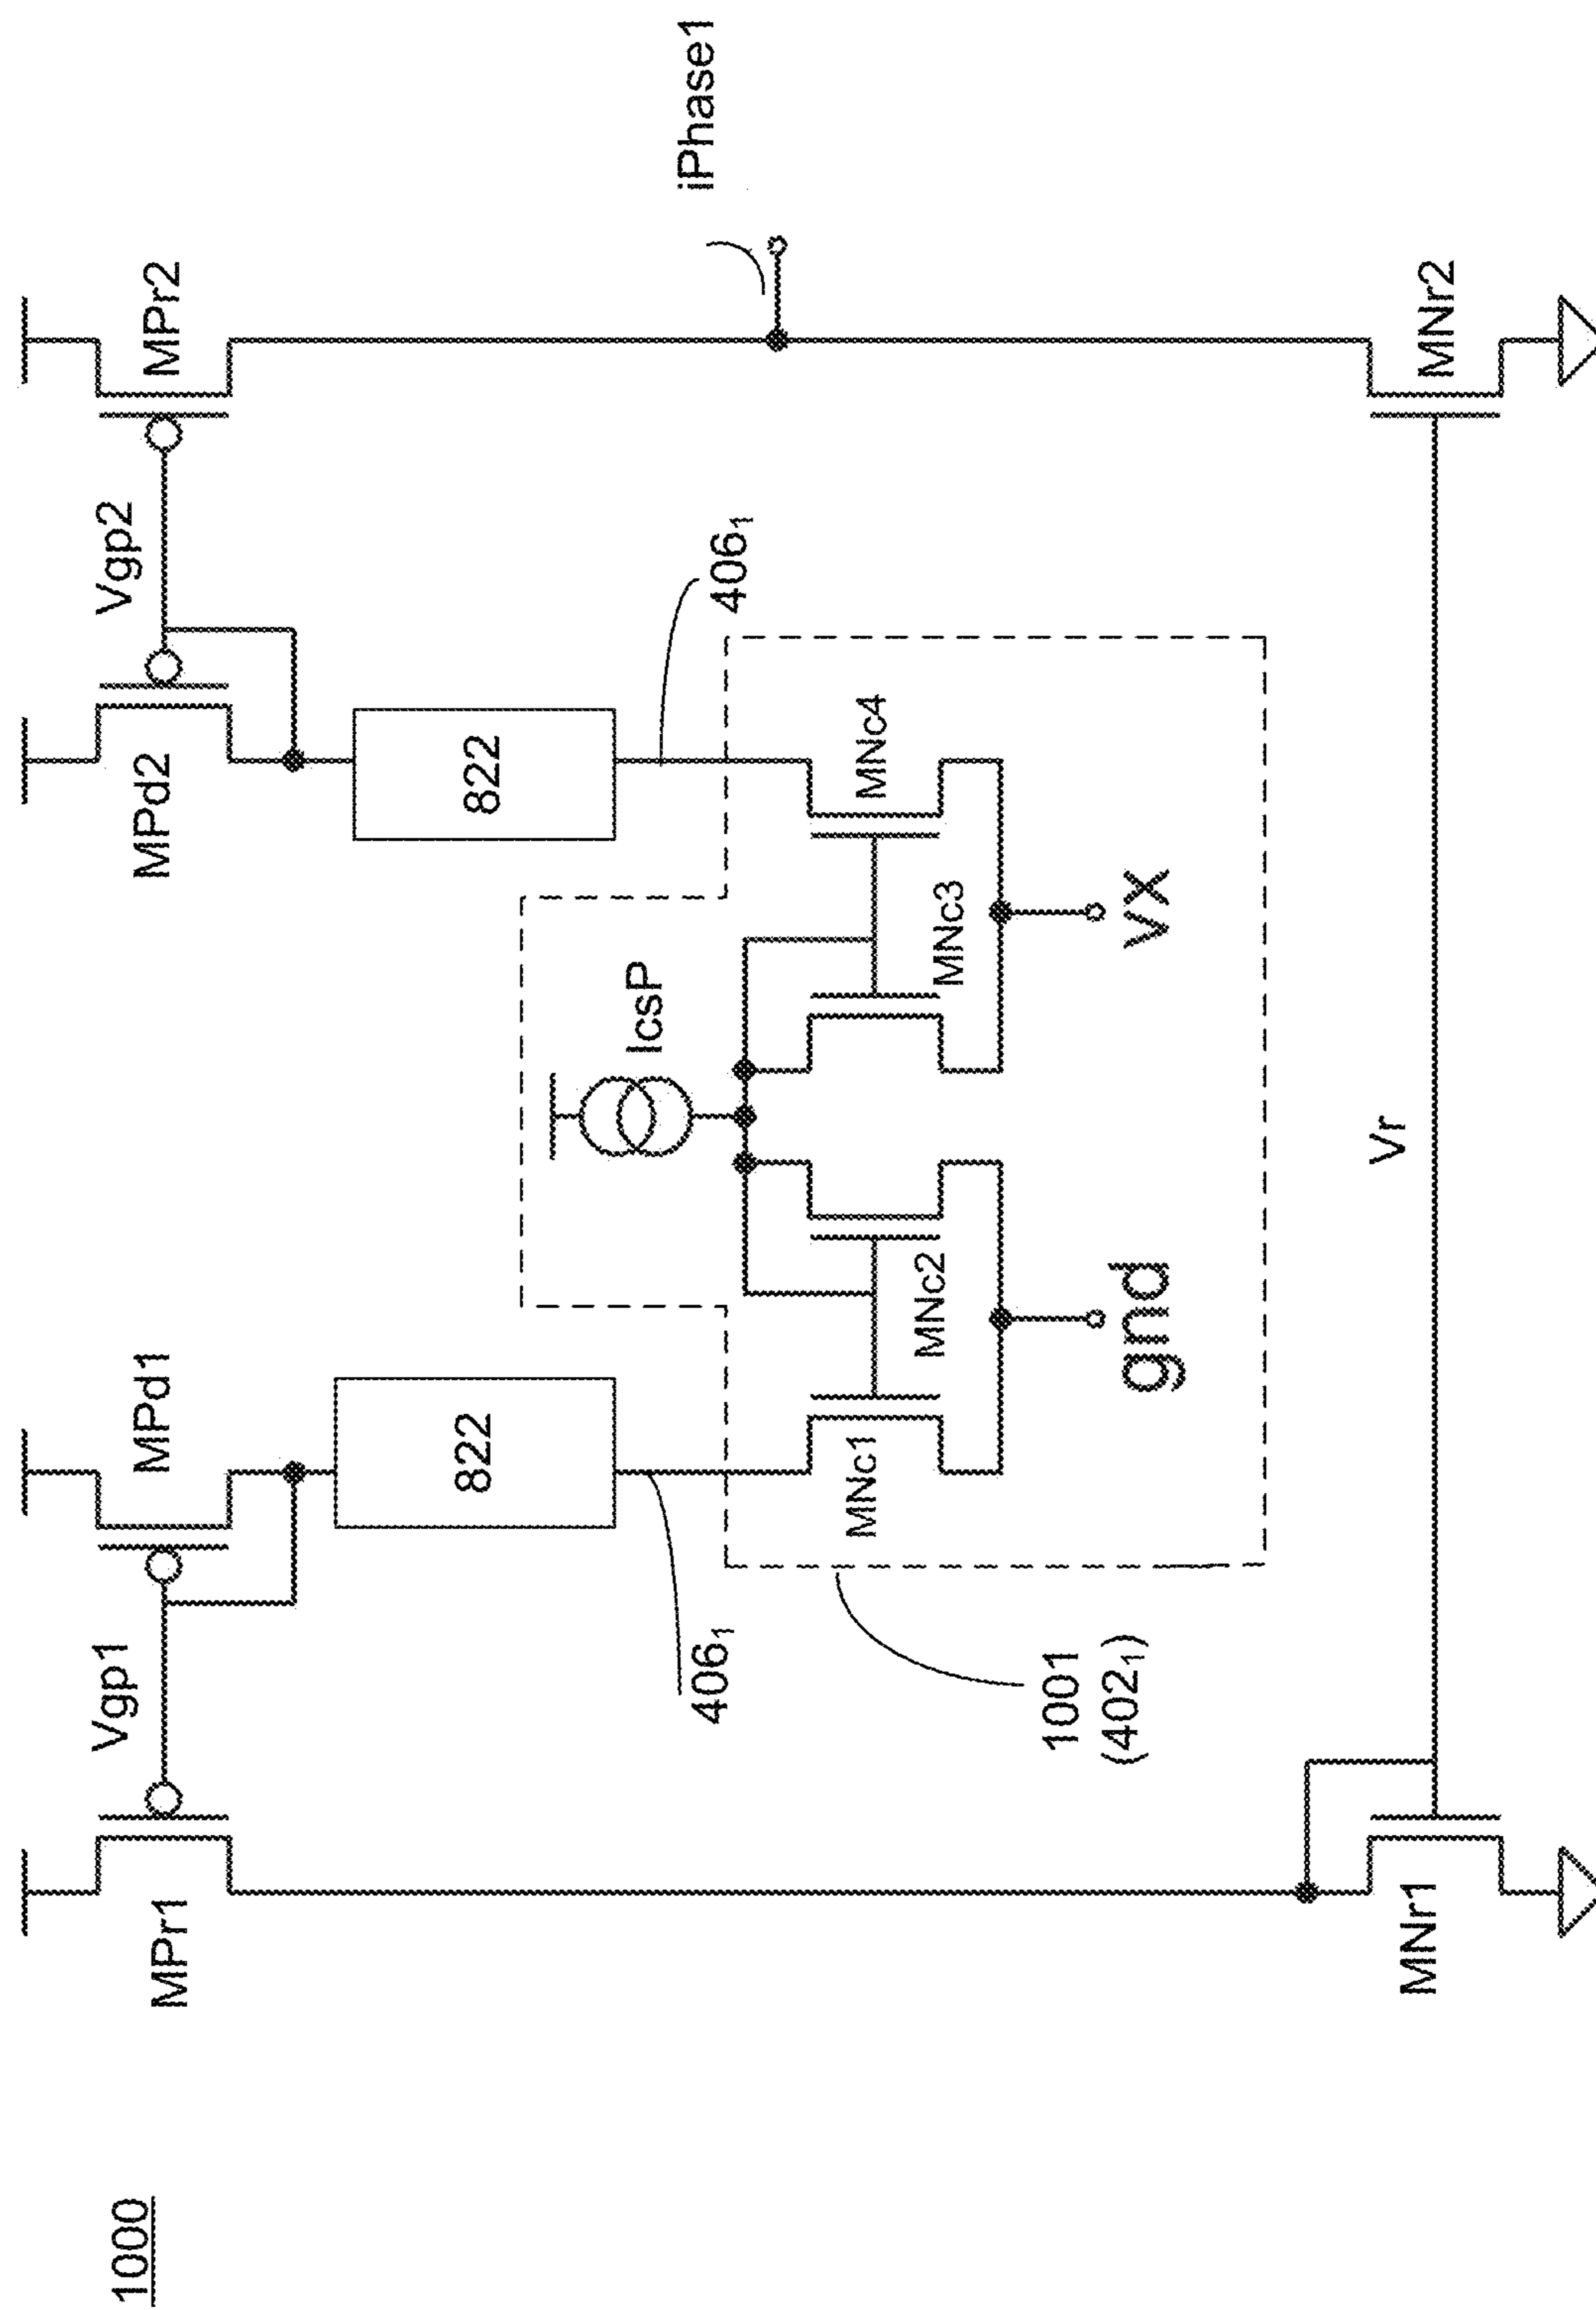 1000
MPr1
Vgp1
MPd1
MPd2
Vgp2
MPr2
822
822
406₁
406₁
IcsP
iPhase1
MNc1
MNc2
MNc3
MNc4
1001
(402₁)
gnd
vx
Vr
MNr1
MNr2